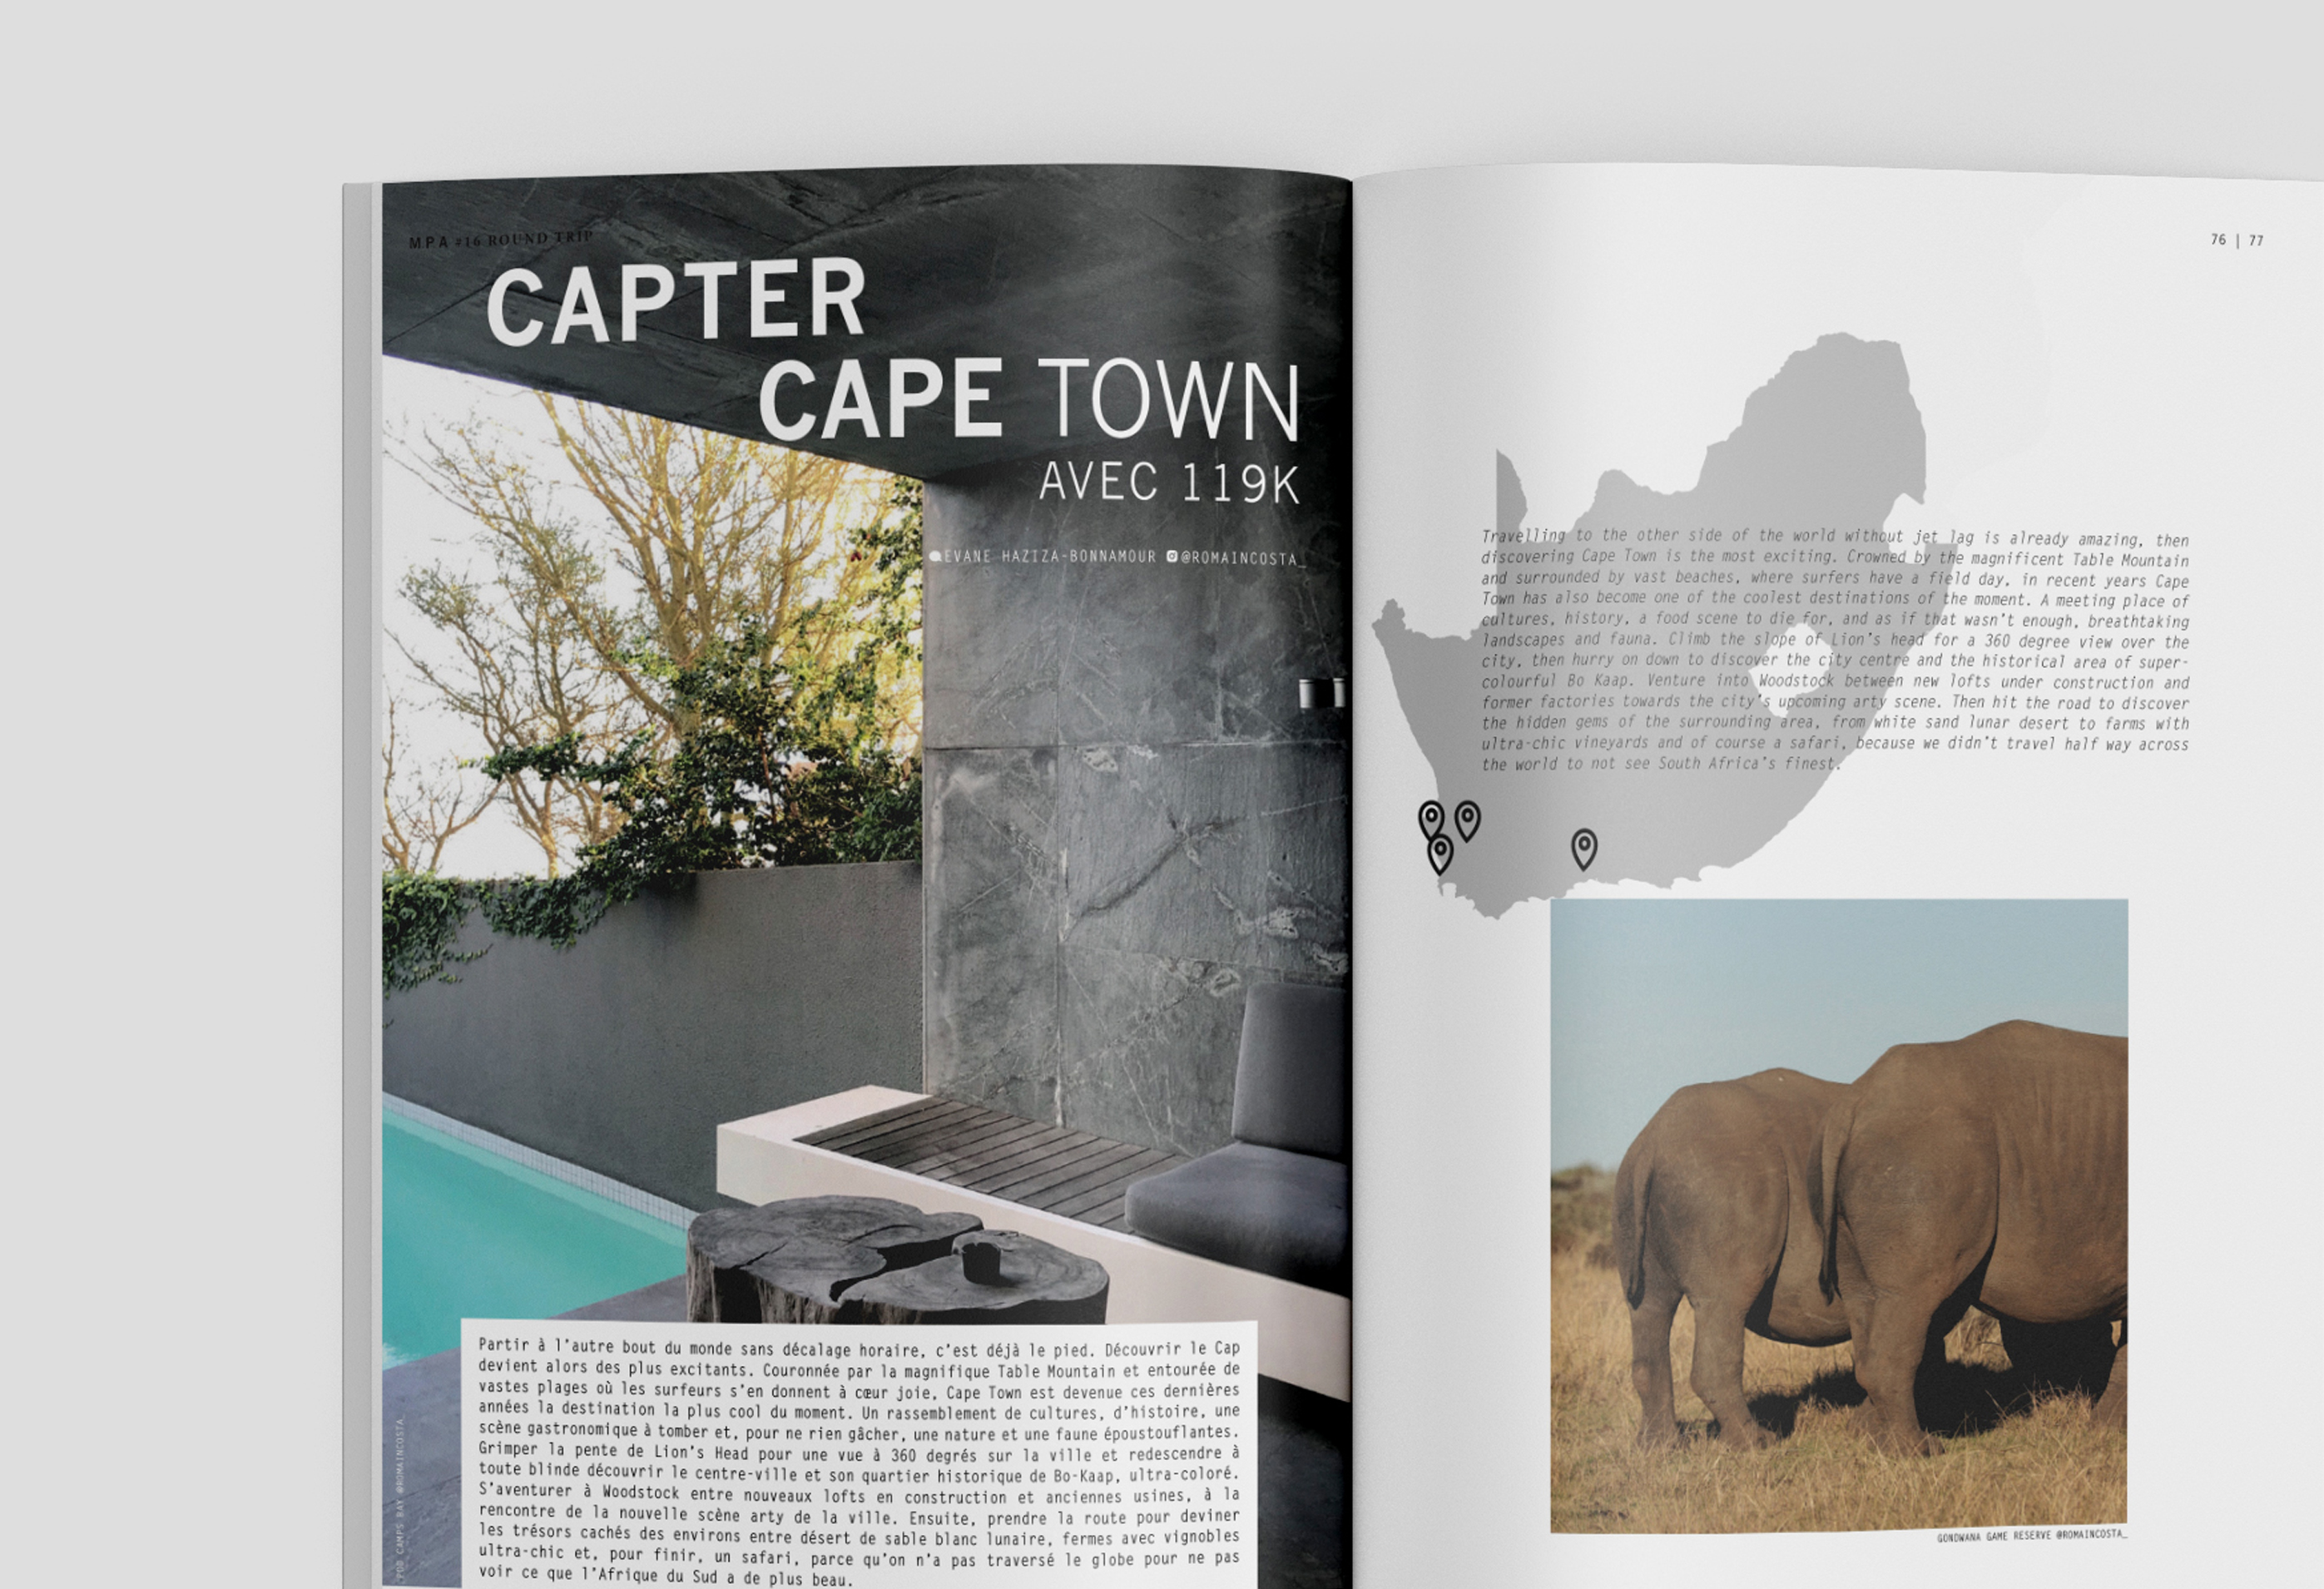 MPA #16 ROUND TRIP
CAPTER
CAPE TOWN
AVEC 119K
EVANE HAZIZA-BONNAMOUR @ROMAINCOSTA_
Partir à l'autre bout du monde sans décalage horaire, c'est déjà le pied. Découvrir le Cap
devient alors des plus excitants. Couronnée par la magnifique Table Mountain et entourée de
vastes plages où les surfeurs s'en donnent à cœur joie, Cape Town est devenue ces dernières
années la destination la plus cool du moment. Un rassemblement de cultures, d'histoire, une
scène gastronomique à tomber et, pour ne rien gâcher, une nature et une faune époustouflantes.
Grimper la pente de Lion's Head pour une vue à 360 degrés sur la ville et redescendre à
toute blinde découvrir le centre-ville et son quartier historique de Bo-Kaap, ultra-coloré.
S'aventurer à Woodstock entre nouveaux lofts en construction et anciennes usines, à la
rencontre de la nouvelle scène arty de la ville. Ensuite, prendre la route pour deviner
les trésors cachés des environs entre désert de sable blanc lunaire, fermes avec vignobles
ultra-chic et, pour finir, un safari, parce qu'on n'a pas traversé le globe pour ne pas
voir ce que l'Afrique du Sud a de plus beau.
POD CAMPS BAY @ROMAINCOSTA_
76 | 77
Travelling to the other side of the world without jet lag is already amazing, then
discovering Cape Town is the most exciting. Crowned by the magnificent Table Mountain
and surrounded by vast beaches, where surfers have a field day, in recent years Cape
Town has also become one of the coolest destinations of the moment. A meeting place of
cultures, history, a food scene to die for, and as if that wasn't enough, breathtaking
landscapes and fauna. Climb the slope of Lion's head for a 360 degree view over the
city, then hurry on down to discover the city centre and the historical area of super-
colourful Bo Kaap. Venture into Woodstock between new lofts under construction and
former factories towards the city's upcoming arty scene. Then hit the road to discover
the hidden gems of the surrounding area, from white sand lunar desert to farms with
ultra-chic vineyards and of course a safari, because we didn't travel half way across
the world to not see South Africa's finest.
GONDWANA GAME RESERVE @ROMAINCOSTA_